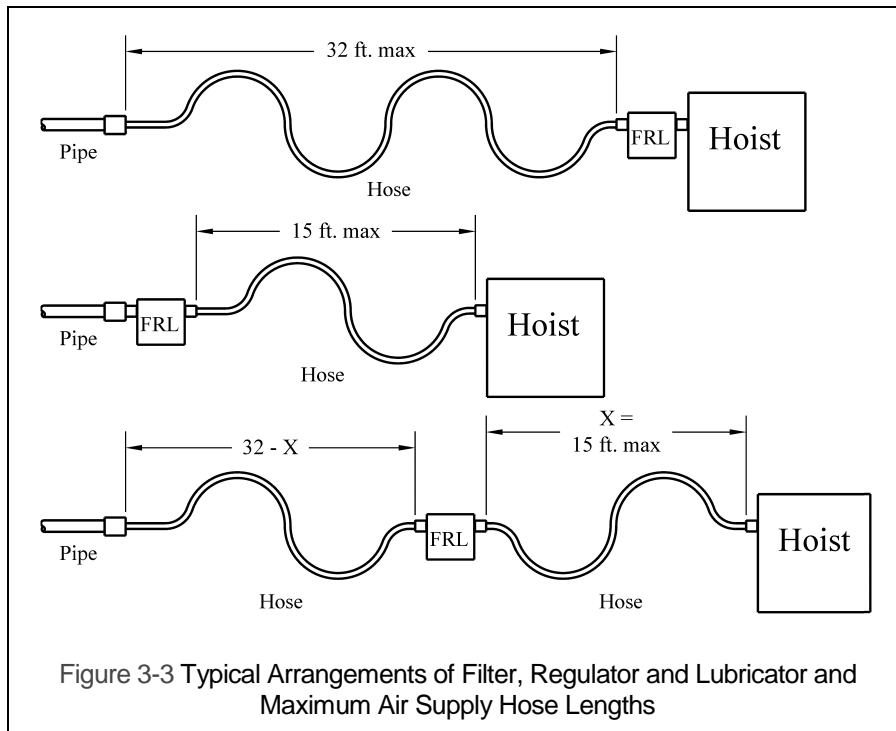 32 ft. max
Pipe
Hose
FRL
Hoist
15 ft. max
Pipe
FRL
Hose
Hoist
32 - X
X =
15 ft. max
Pipe
Hose
FRL
Hose
Hoist
Figure 3-3 Typical Arrangements of Filter, Regulator and Lubricator and
Maximum Air Supply Hose Lengths